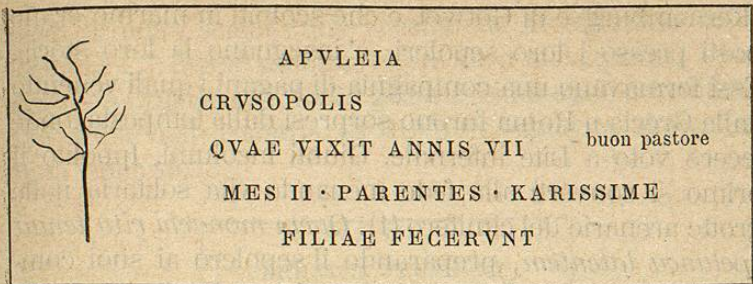 APVLEIA
CRVSOPOLIS
QVAE VIXIT ANNIS VII
buon pastore
MES II · PARENTES · KARISSIME
FILIAE FECERVNT